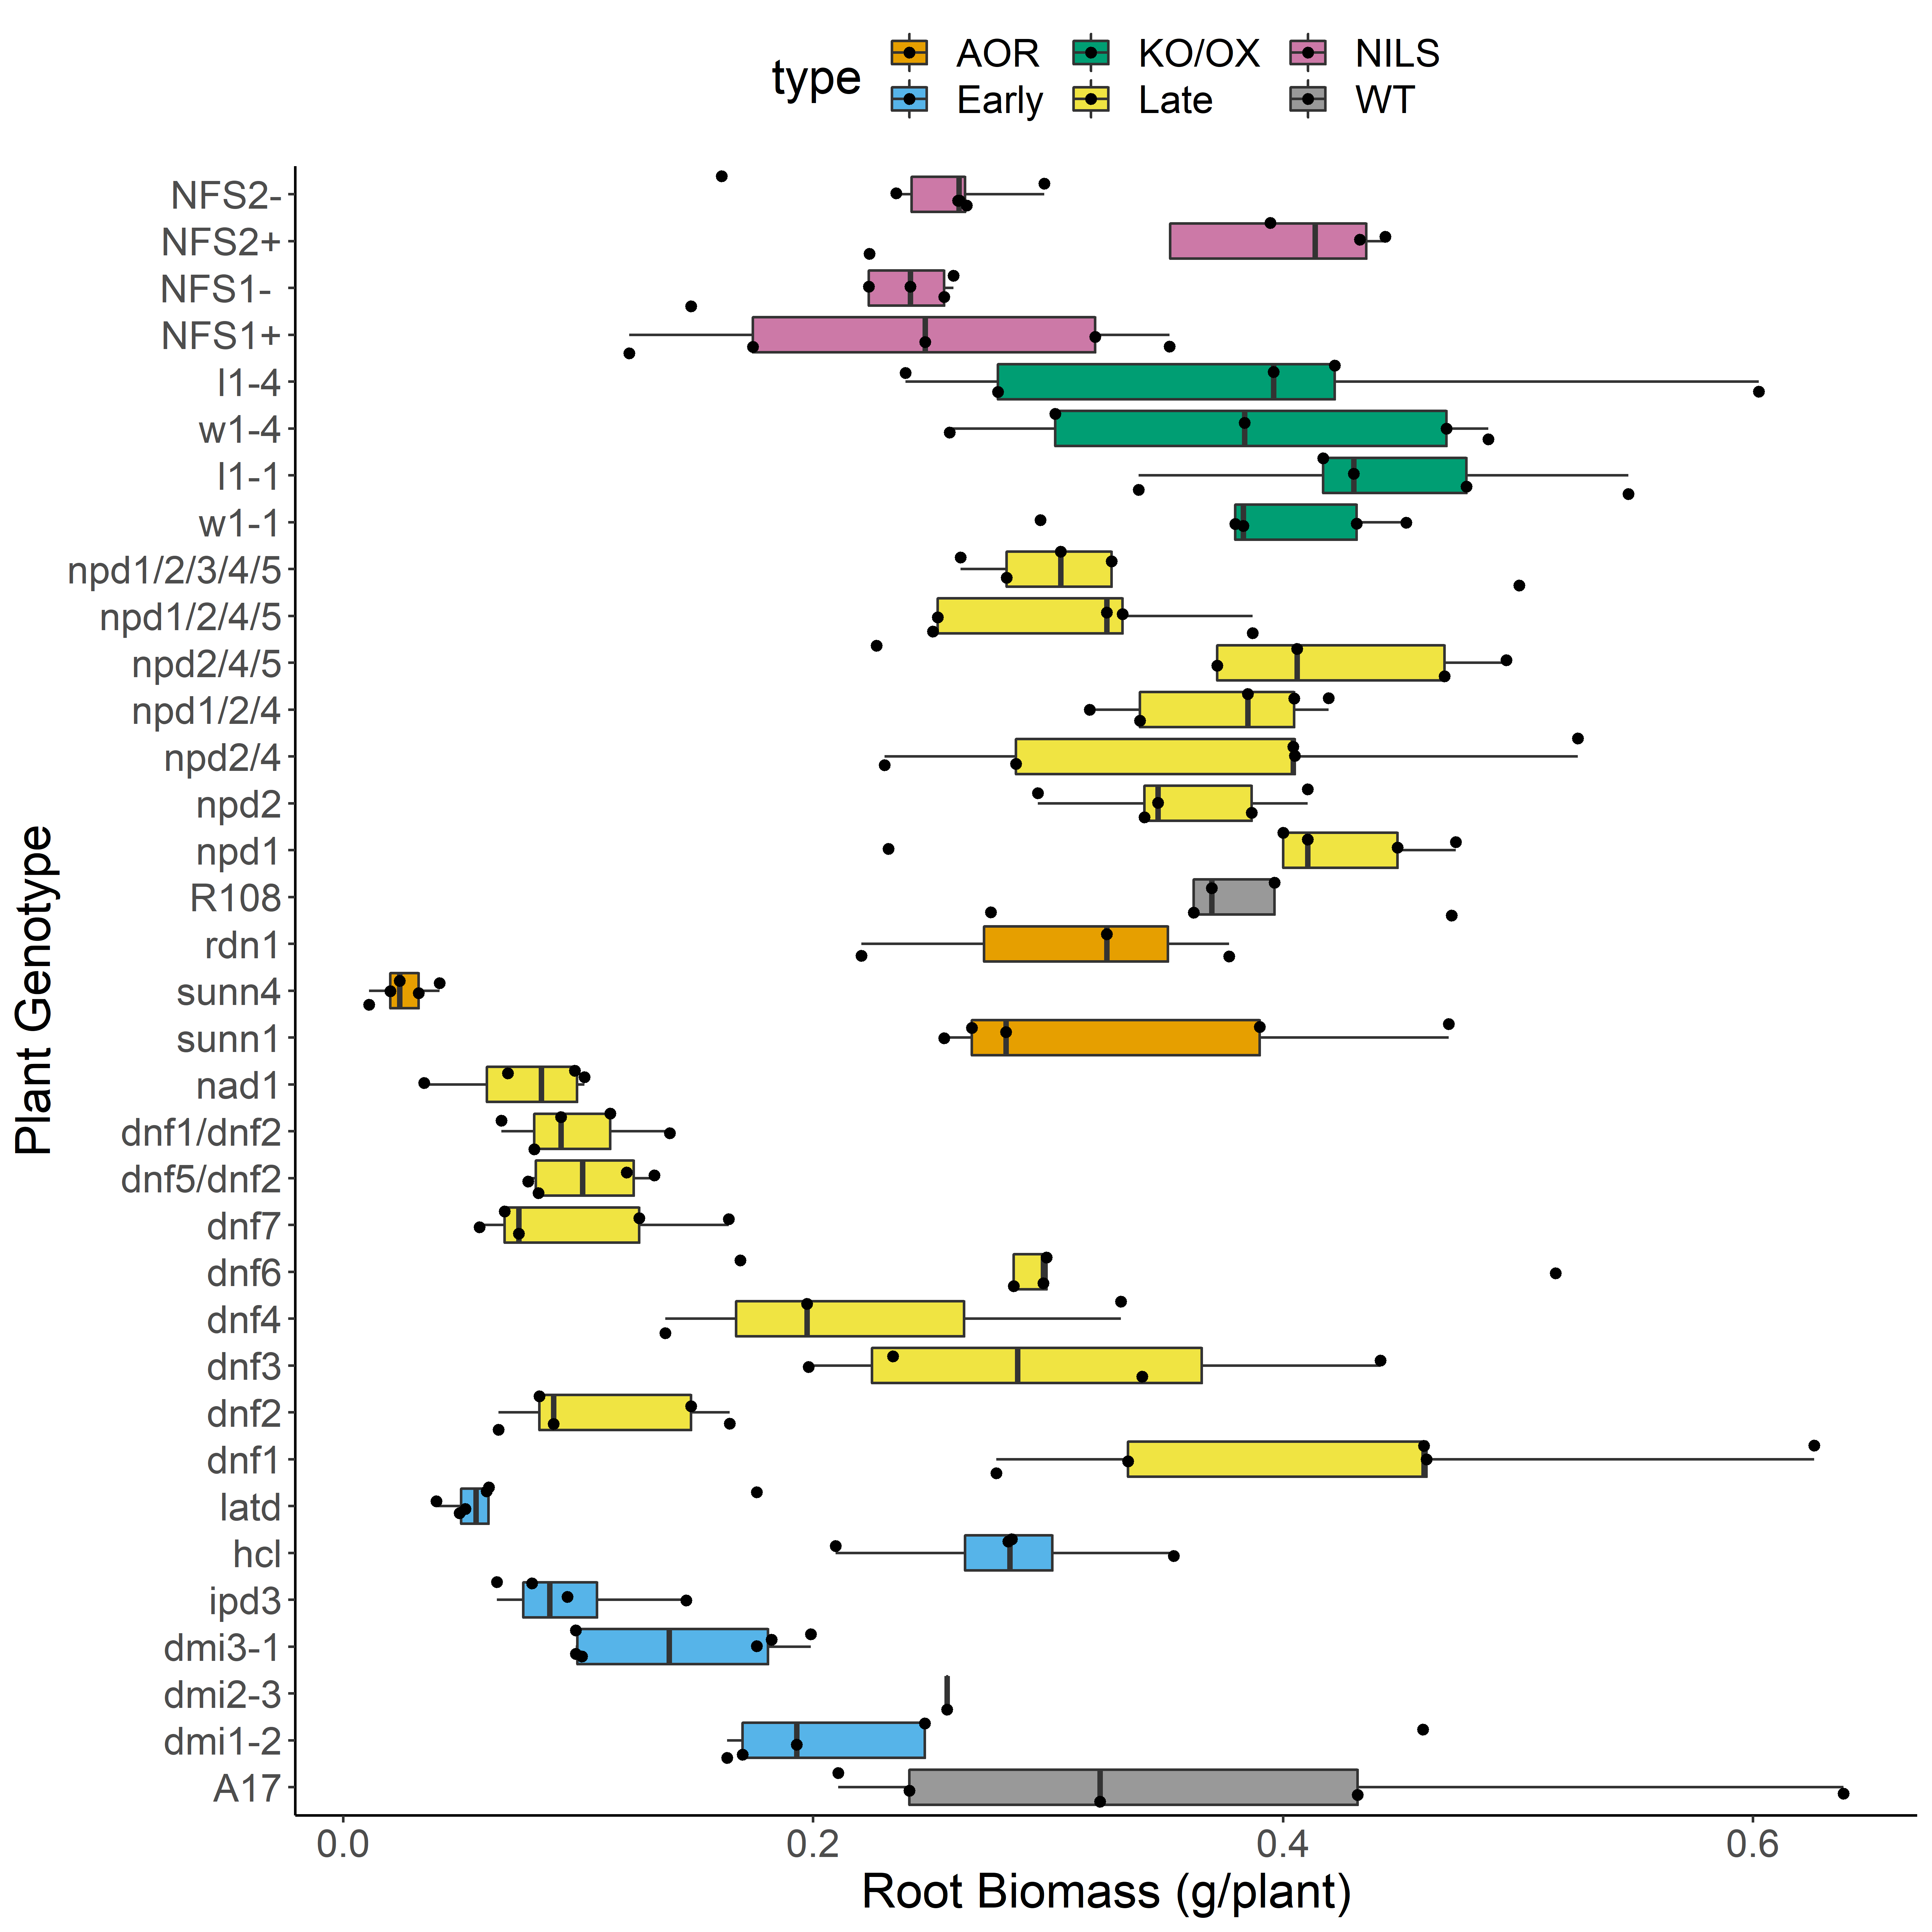 type
AOR KO/OX NILS
Early Late WT
Plant Genotype
NFS2-
NFS2+
NFS1-
NFS1+
l1-4
w1-4
l1-1
w1-1
npd1/2/3/4/5
npd1/2/4/5
npd2/4/5
npd1/2/4
npd2/4
npd2
npd1
R108
rdn1
sunn4
sunn1
nad1
dnf1/dnf2
dnf5/dnf2
dnf7
dnf6
dnf4
dnf3
dnf2
dnf1
latd
hcl
ipd3
dmi3-1
dmi2-3
dmi1-2
A17
0.0 0.2 0.4 0.6
Root Biomass (g/plant)